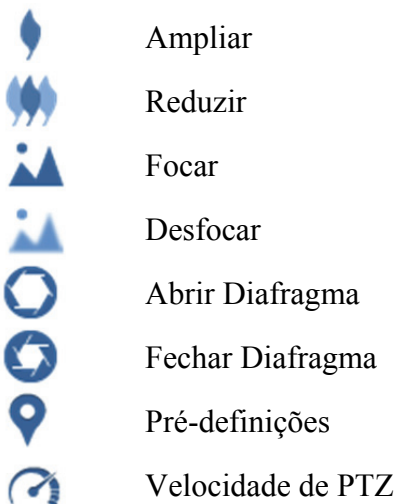 Ampliar
Reduzir
Focar
Desfocar
Abrir Diafragma
Fechar Diafragma
Pré-definições
Velocidade de PTZ